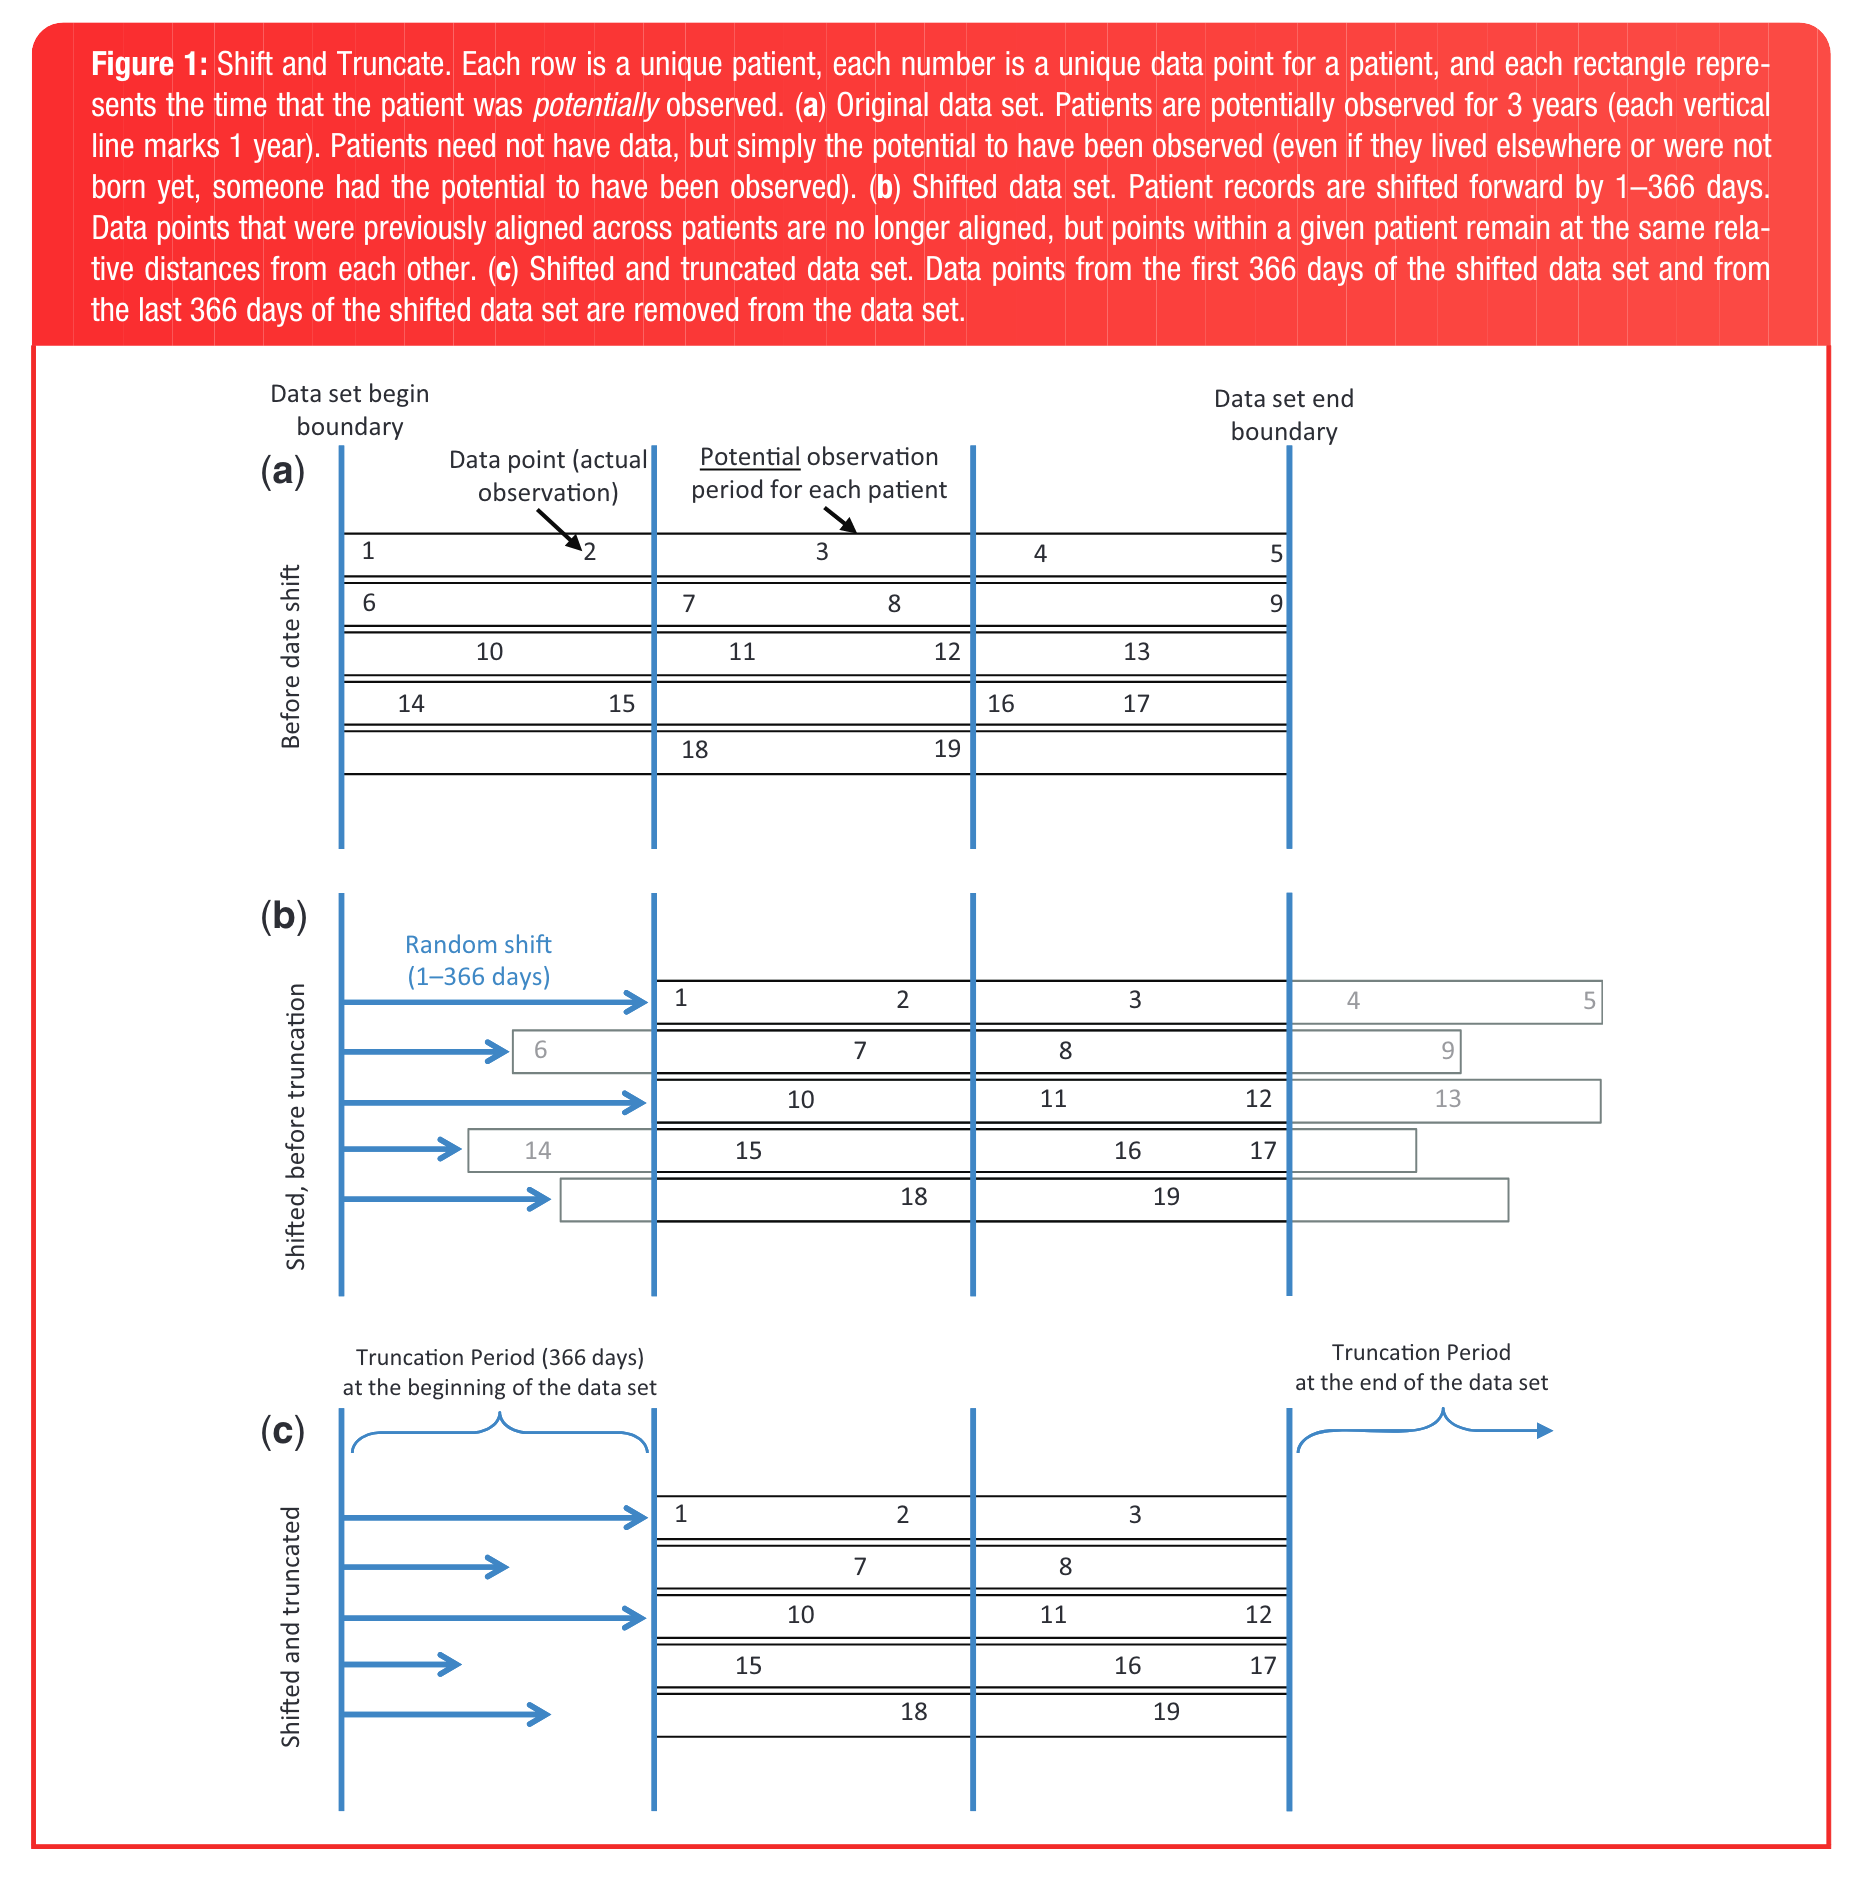 Figure 1: Shift and Truncate. Each row is a unique patient, each number is a unique data point for a patient, and each rectangle repre-
sents the time that the patient was potentially observed. (a) Original data set. Patients are potentially observed for 3 years (each vertical
line marks 1 year). Patients need not have data, but simply the potential to have been observed (even if they lived elsewhere or were not
born yet, someone had the potential to have been observed). (b) Shifted data set. Patient records are shifted forward by 1–366 days.
Data points that were previously aligned across patients are no longer aligned, but points within a given patient remain at the same rela-
tive distances from each other. (c) Shifted and truncated data set. Data points from the first 366 days of the shifted data set and from
the last 366 days of the shifted data set are removed from the data set.
Data set begin
boundary
Data set end
boundary
(a)
Data point (actual
observation)
Potential observation
period for each patient
Before date shift
1 2 3 4 5
6 7 8 9
10 11 12 13
14 15 16 17
18 19
(b)
Random shift
(1–366 days)
Shifted, before truncation
1 2 3 4 5
6 7 8 9
10 11 12 13
14 15 16 17
18 19
Truncation Period (366 days)
at the beginning of the data set
Truncation Period
at the end of the data set
(c)
Shifted and truncated
1 2 3
7 8
10 11 12
15 16 17
18 19